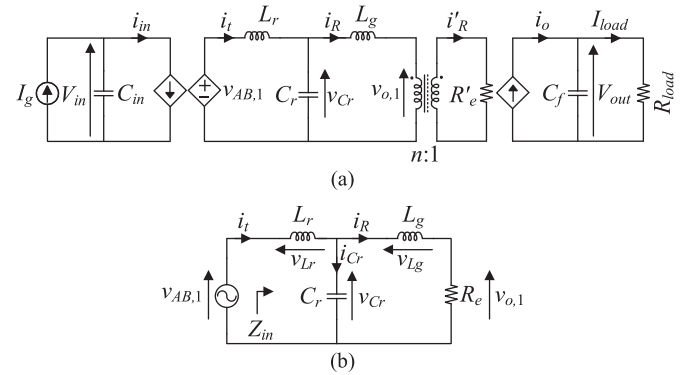 i_in i_t L_r i_R L_g i'_R i_o I_load
I_g V_in C_in v_AB,1 C_r v_Cr v_o,1 R'_e C_f V_out R_load
n:1
(a)
i_t L_r i_R L_g
v_Lr i_Cr v_Lg
v_AB,1 Z_in C_r v_Cr R_e v_o,1
(b)